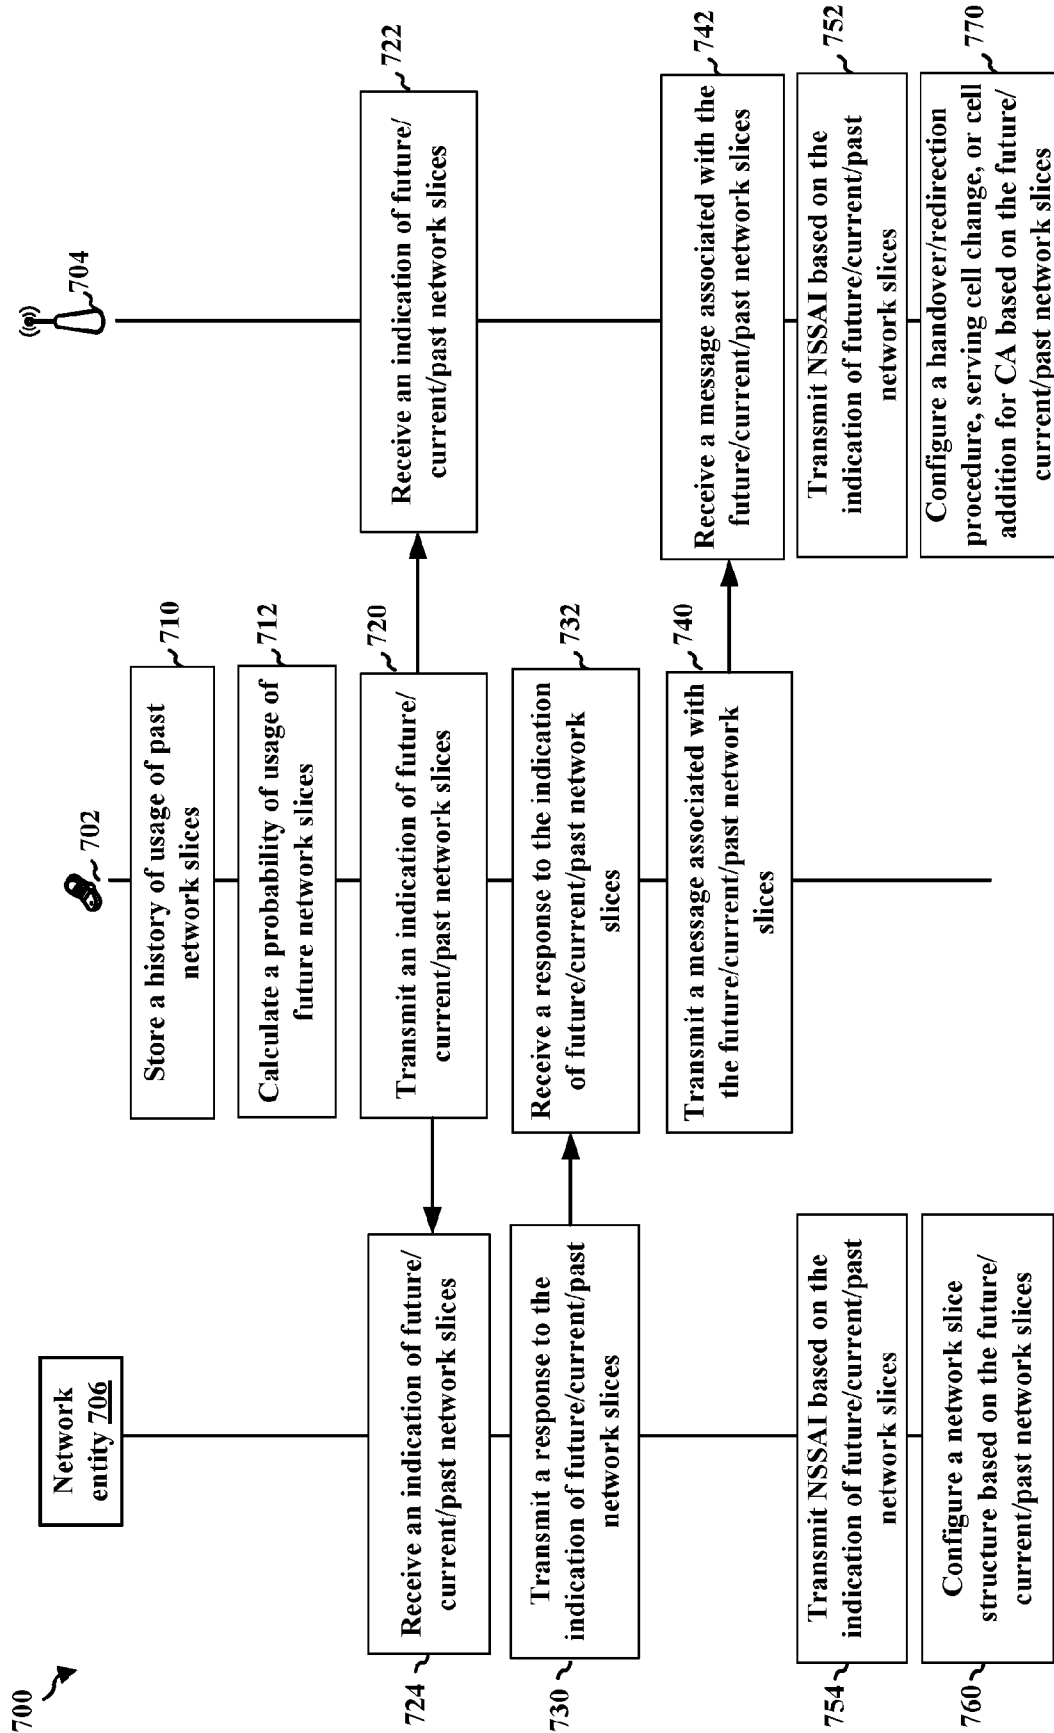 700
Network
entity 706
702
704
Store a history of usage of past
network slices
710
Calculate a probability of usage of
future network slices
712
Transmit an indication of future/
current/past network slices
720
Receive an indication of future/
current/past network slices
722
Receive an indication of future/
current/past network slices
724
Transmit a response to the
indication of future/current/past
network slices
730
Receive a response to the indication
of future/current/past network
slices
732
Transmit a message associated with
the future/current/past network
slices
740
Receive a message associated with the
future/current/past network slices
742
Transmit NSSAI based on the
indication of future/current/past
network slices
752
Transmit NSSAI based on the
indication of future/current/past
network slices
754
Configure a network slice
structure based on the future/
current/past network slices
760
Configure a handover/redirection
procedure, serving cell change, or cell
addition for CA based on the future/
current/past network slices
770